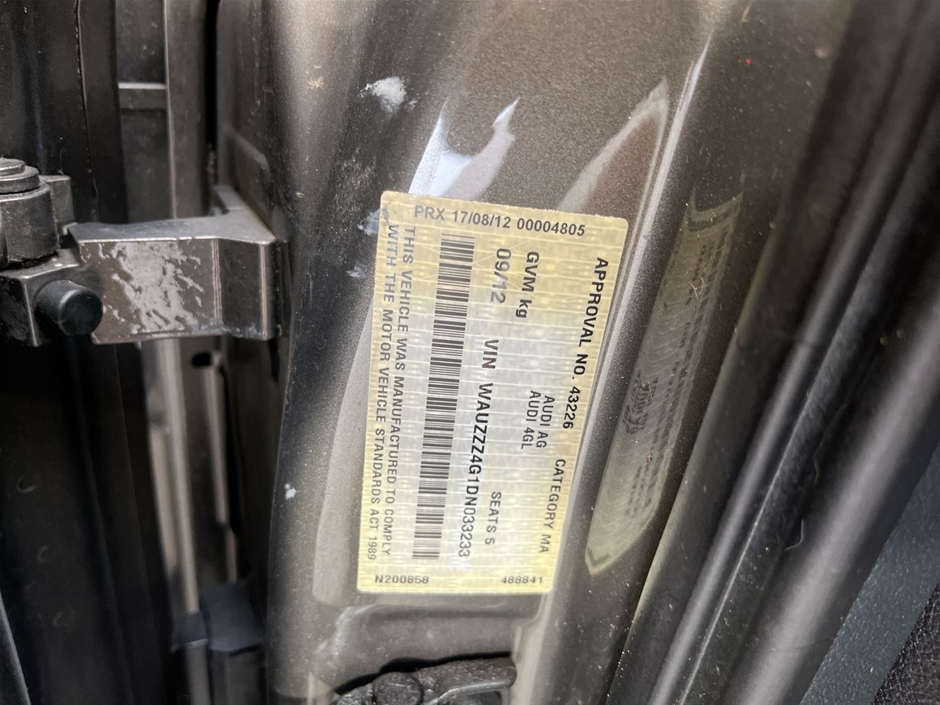 PRX 17/08/12 00004805
APPROVAL NO. 43226 CATEGORY MA
AUDI AG
AUDI 4GL
GVM kg SEATS 5
09/12 VIN WAUZZZ4G1DN033233
THIS VEHICLE WAS MANUFACTURED TO COMPLY
WITH THE MOTOR VEHICLE STANDARDS ACT 1989
N200858 488841